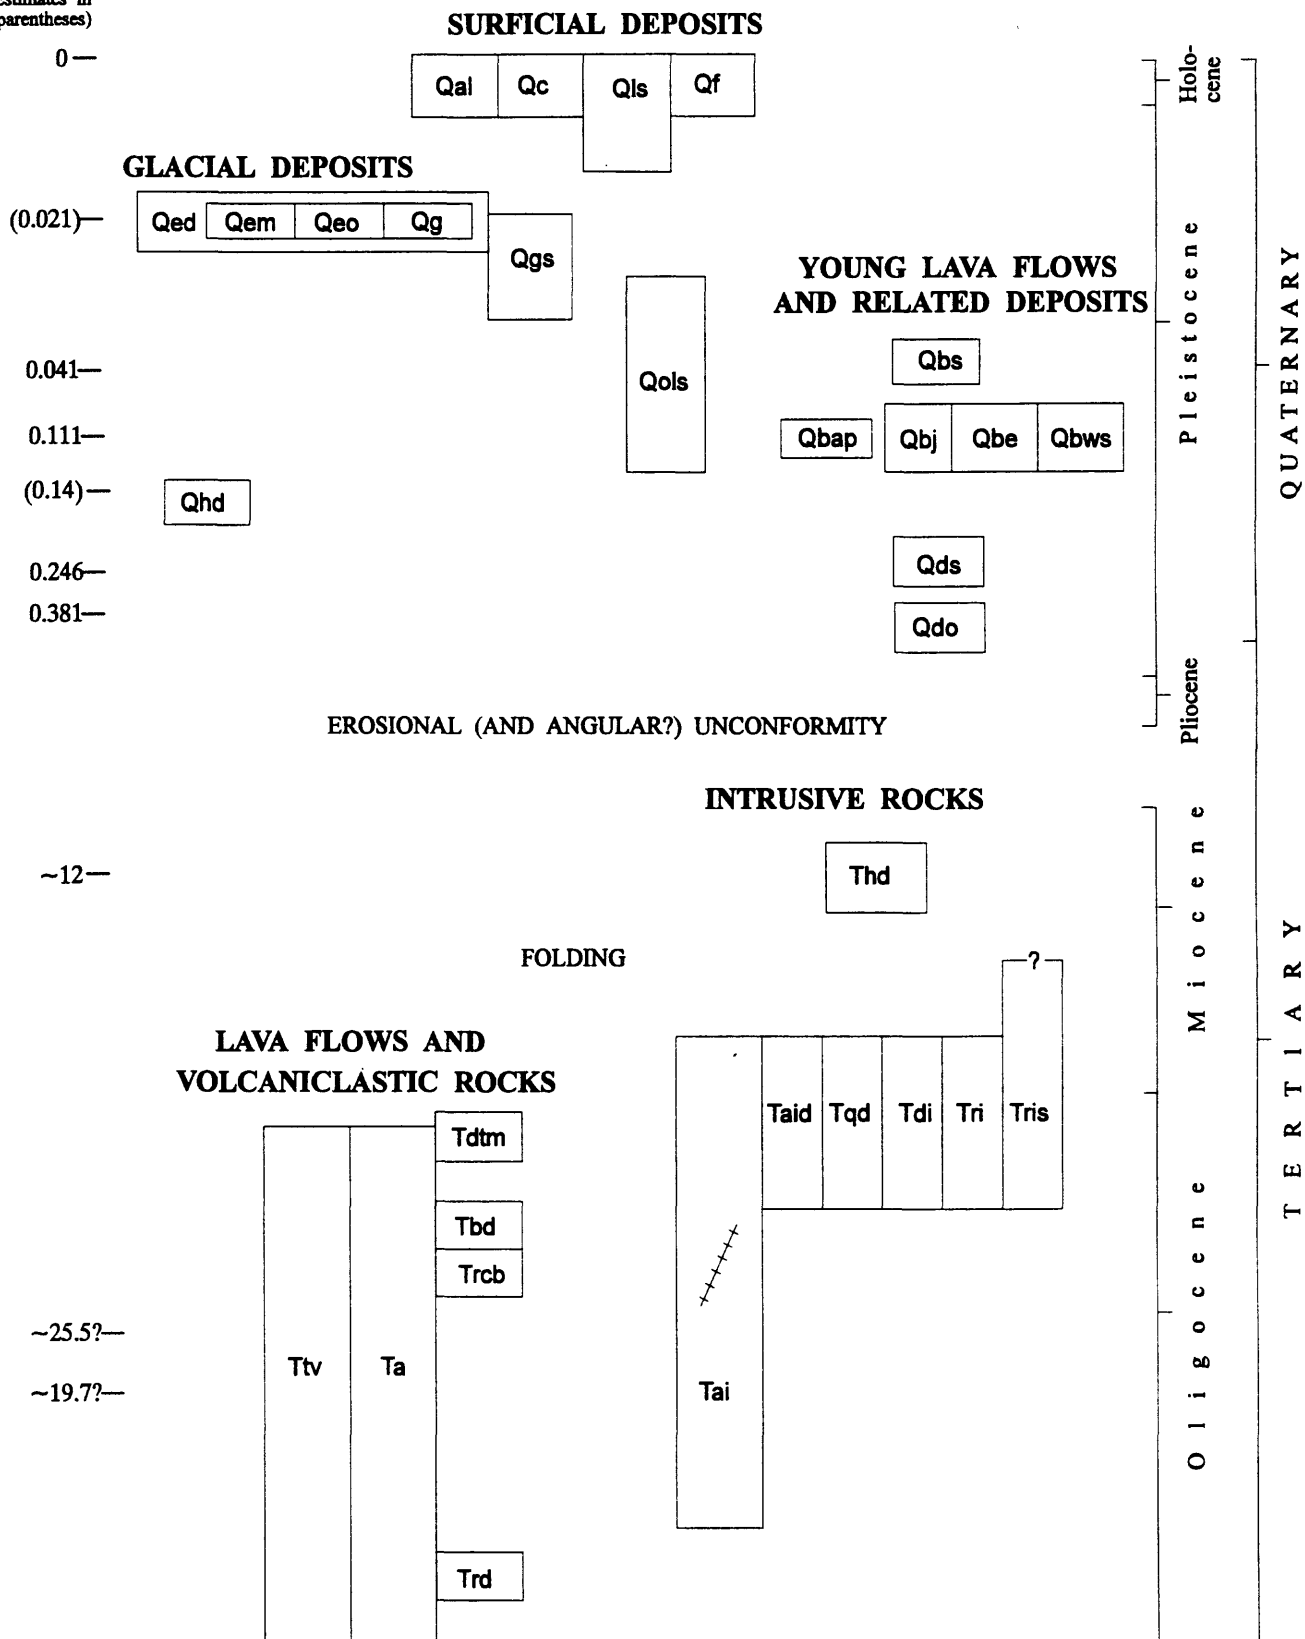 estimates in
parentheses)
SURFICIAL DEPOSITS
0—
Qal Qc Qls Qf
Holo-
cene
GLACIAL DEPOSITS
(0.021)—
Qed Qem Qeo Qg
Qgs
YOUNG LAVA FLOWS
AND RELATED DEPOSITS
Pleistocene
QUATERNARY
0.041—
Qols
Qbs
0.111—
Qbap Qbj Qbe Qbws
(0.14)—
Qhd
0.246—
Qds
0.381—
Qdo
Pliocene
EROSIONAL (AND ANGULAR?) UNCONFORMITY
INTRUSIVE ROCKS
~12—
Thd
Miocene
FOLDING
—?—
TERTIARY
LAVA FLOWS AND
VOLCANICLASTIC ROCKS
Taid Tqd Tdi Tri Tris
Tdtm
Tbd
Trcb
Oligocene
~25.5?—
Ttv Ta
~19.7?—
Tai
Trd